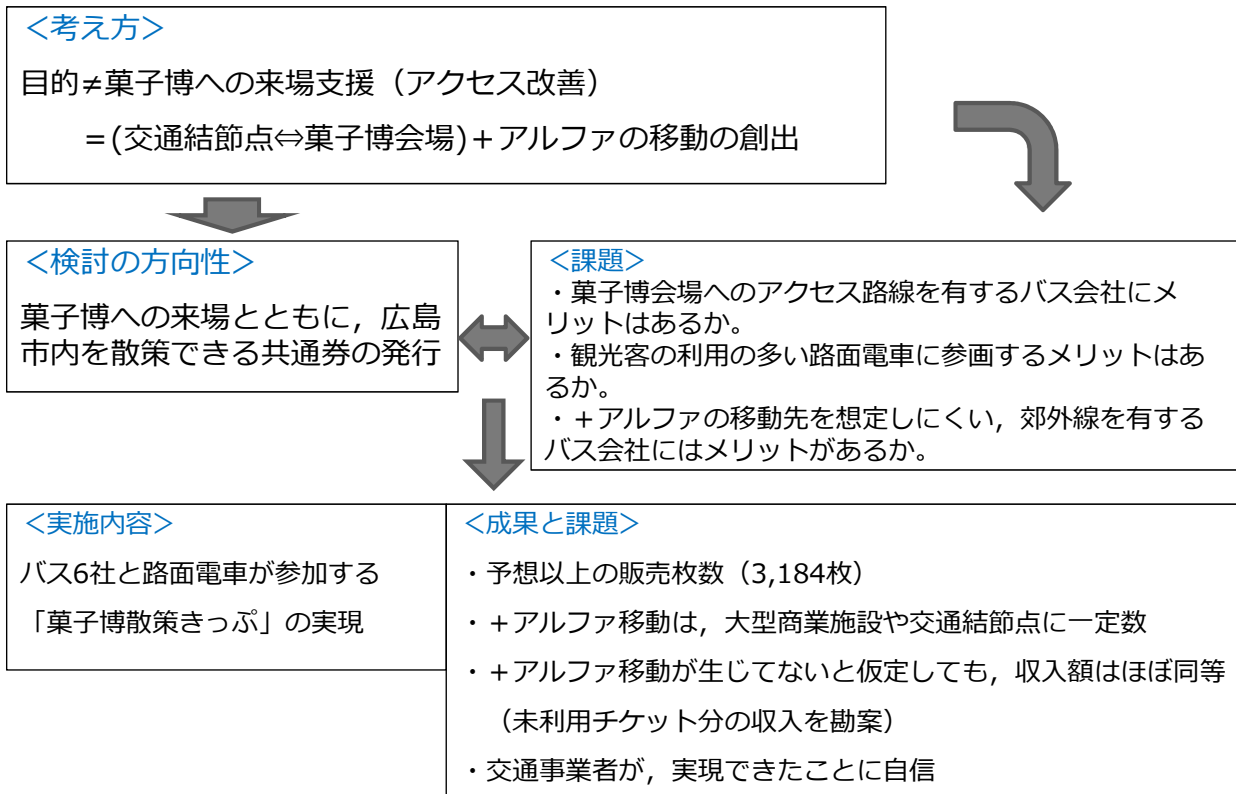 ＜考え方＞
目的≠菓子博への来場支援（アクセス改善）
＝(交通結節点⇔菓子博会場)＋アルファの移動の創出
＜検討の方向性＞
菓子博への来場とともに，広島
市内を散策できる共通券の発行
＜課題＞
・菓子博会場へのアクセス路線を有するバス会社にメ
リットはあるか。
・観光客の利用の多い路面電車に参画するメリットはあ
るか。
・＋アルファの移動先を想定しにくい，郊外線を有する
バス会社にはメリットがあるか。
＜実施内容＞
バス6社と路面電車が参加する
「菓子博散策きっぷ」の実現
＜成果と課題＞
・予想以上の販売枚数（3,184枚）
・＋アルファ移動は，大型商業施設や交通結節点に一定数
・＋アルファ移動が生じてないと仮定しても，収入額はほぼ同等
（未利用チケット分の収入を勘案）
・交通事業者が，実現できたことに自信